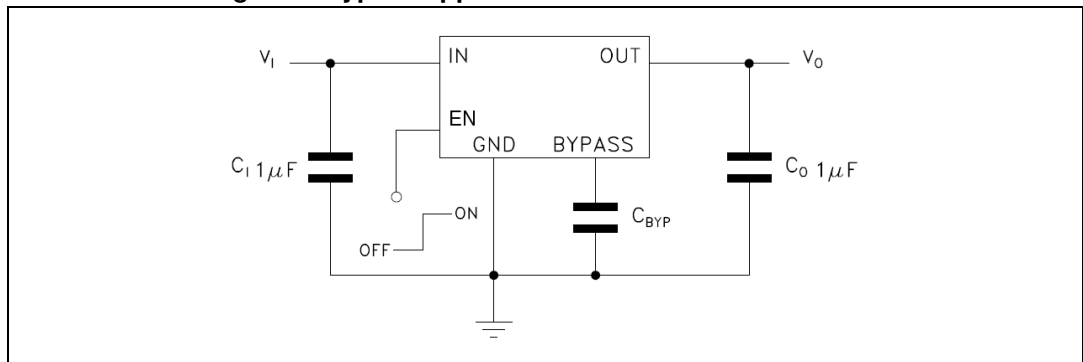 V_I
IN
OUT
V_O
EN
GND
BYPASS
C_I 1μF
C_O 1μF
C_BYP
ON
OFF